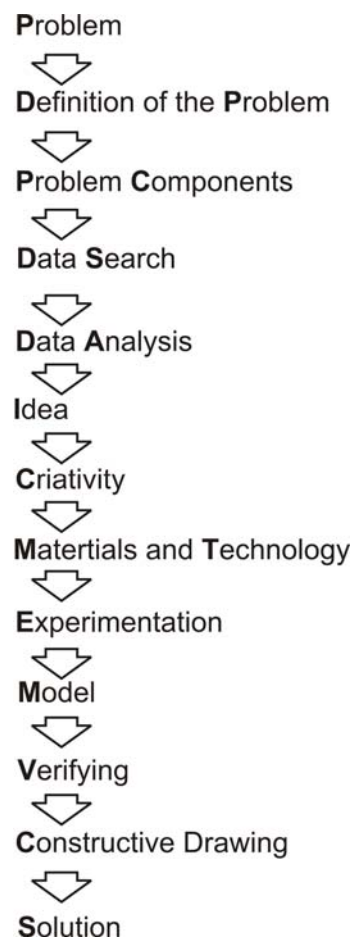 Problem
Definition of the Problem
Problem Components
Data Search
Data Analysis
Idea
Criativity
Matertials and Technology
Experimentation
Model
Verifying
Constructive Drawing
Solution